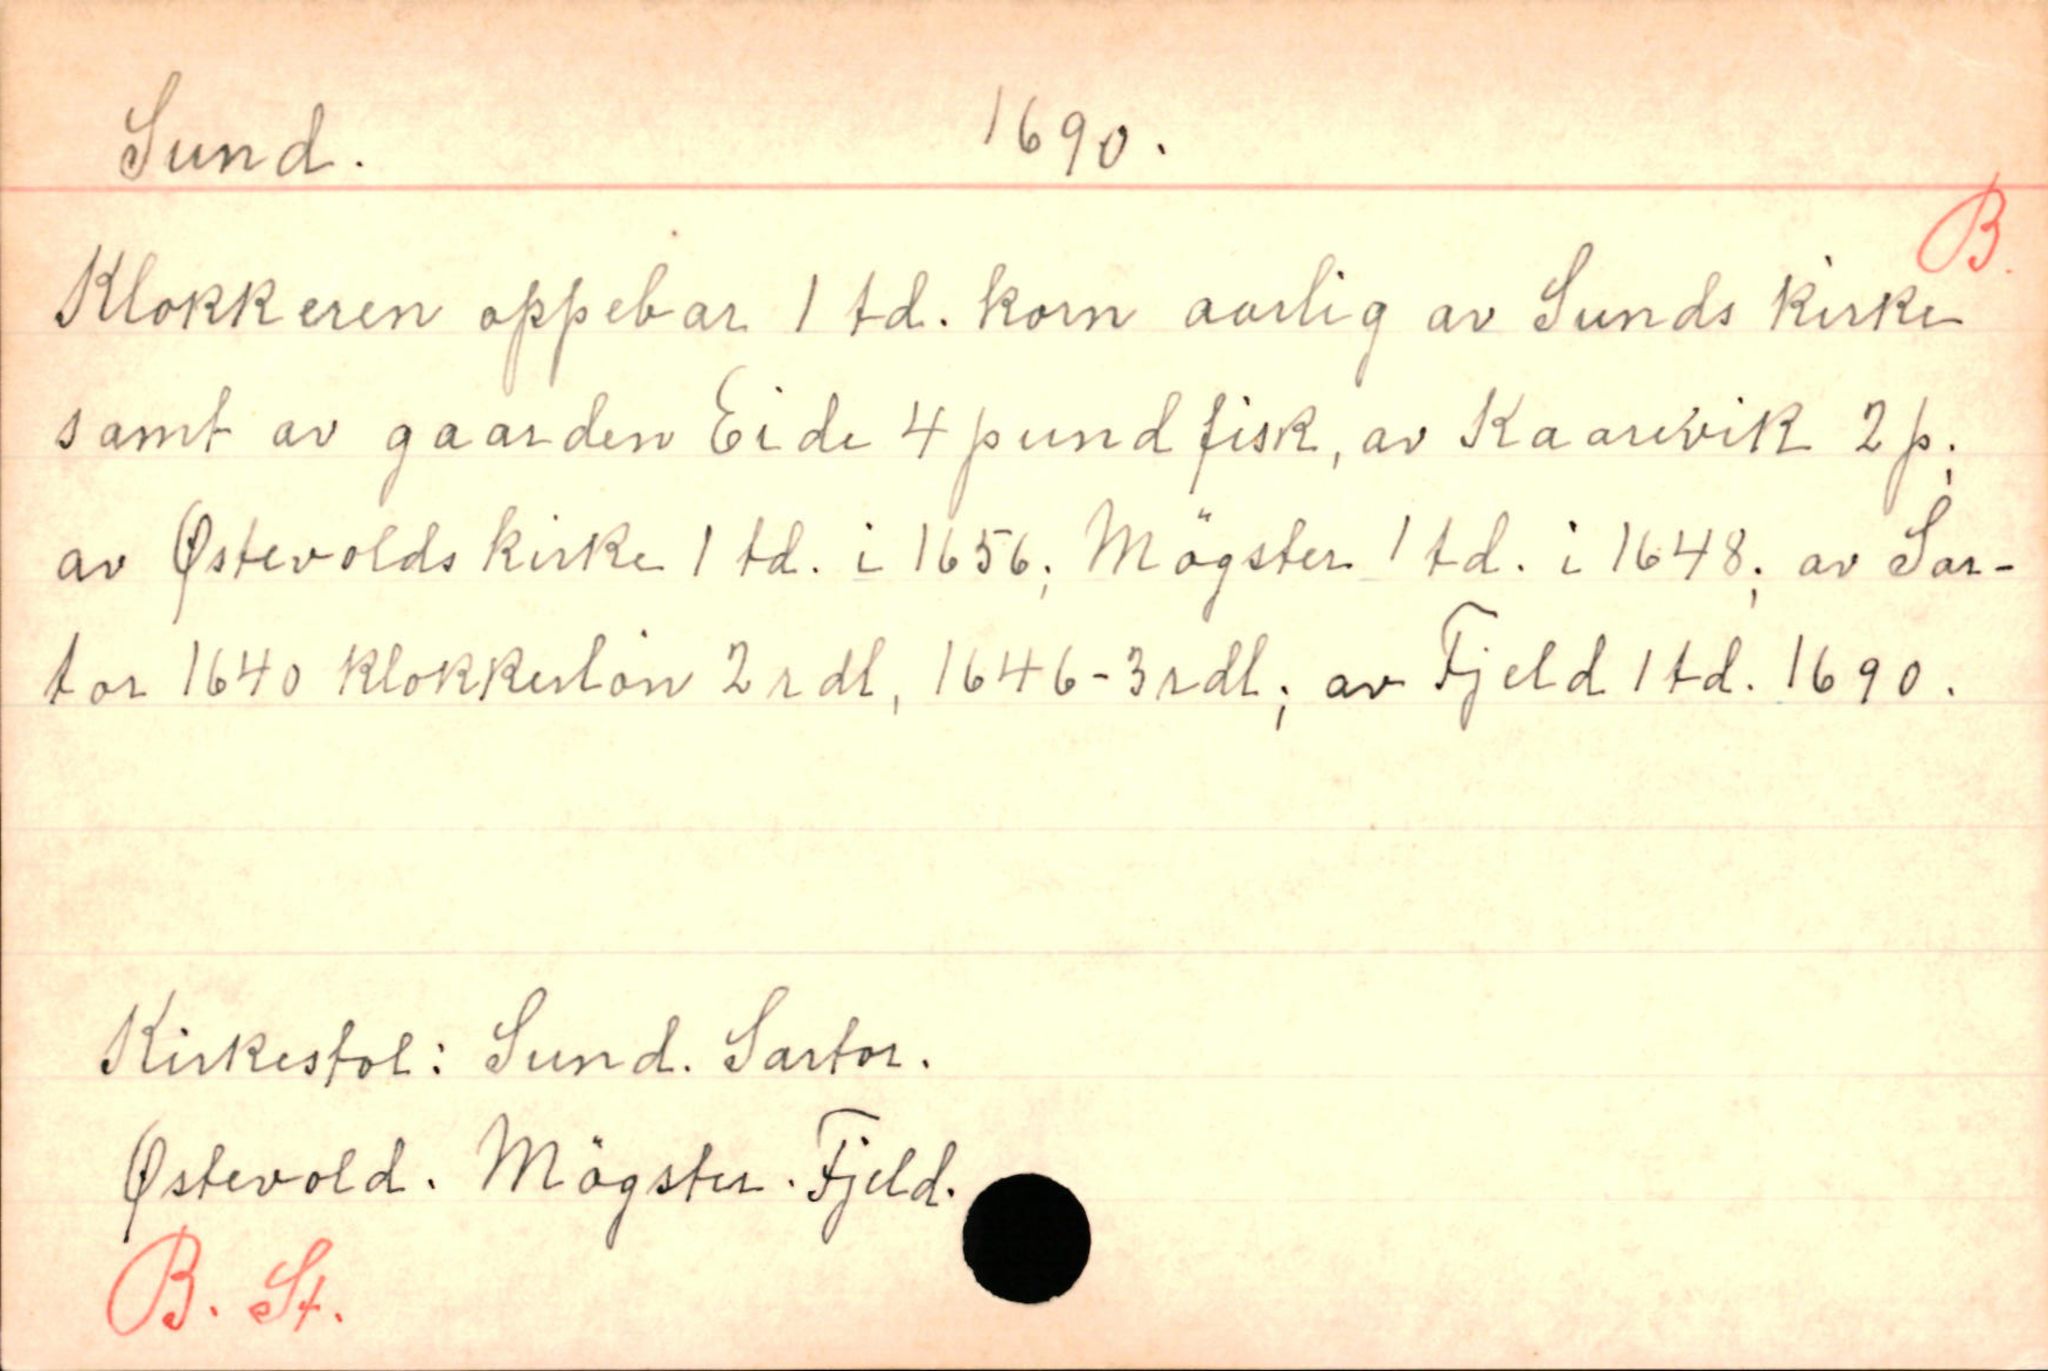 Sund. 1690.
B.
Klokkeren oppebar 1 td. korn aarlig av Sunds kirke
samt av gaarden Eide 4 pund fisk, av Kaarevik 2 p;
av Østevolds kirke 1 td. i 1656; Mögster 1 td. i 1648; av Sar-
tor 1640 klokkerlön 2 rdl, 1646-3 rdl; av Fjeld 1 td. 1690.
Kirkestol: Sund. Sartor.
Østevold. Mögster. Fjeld.
B. St.